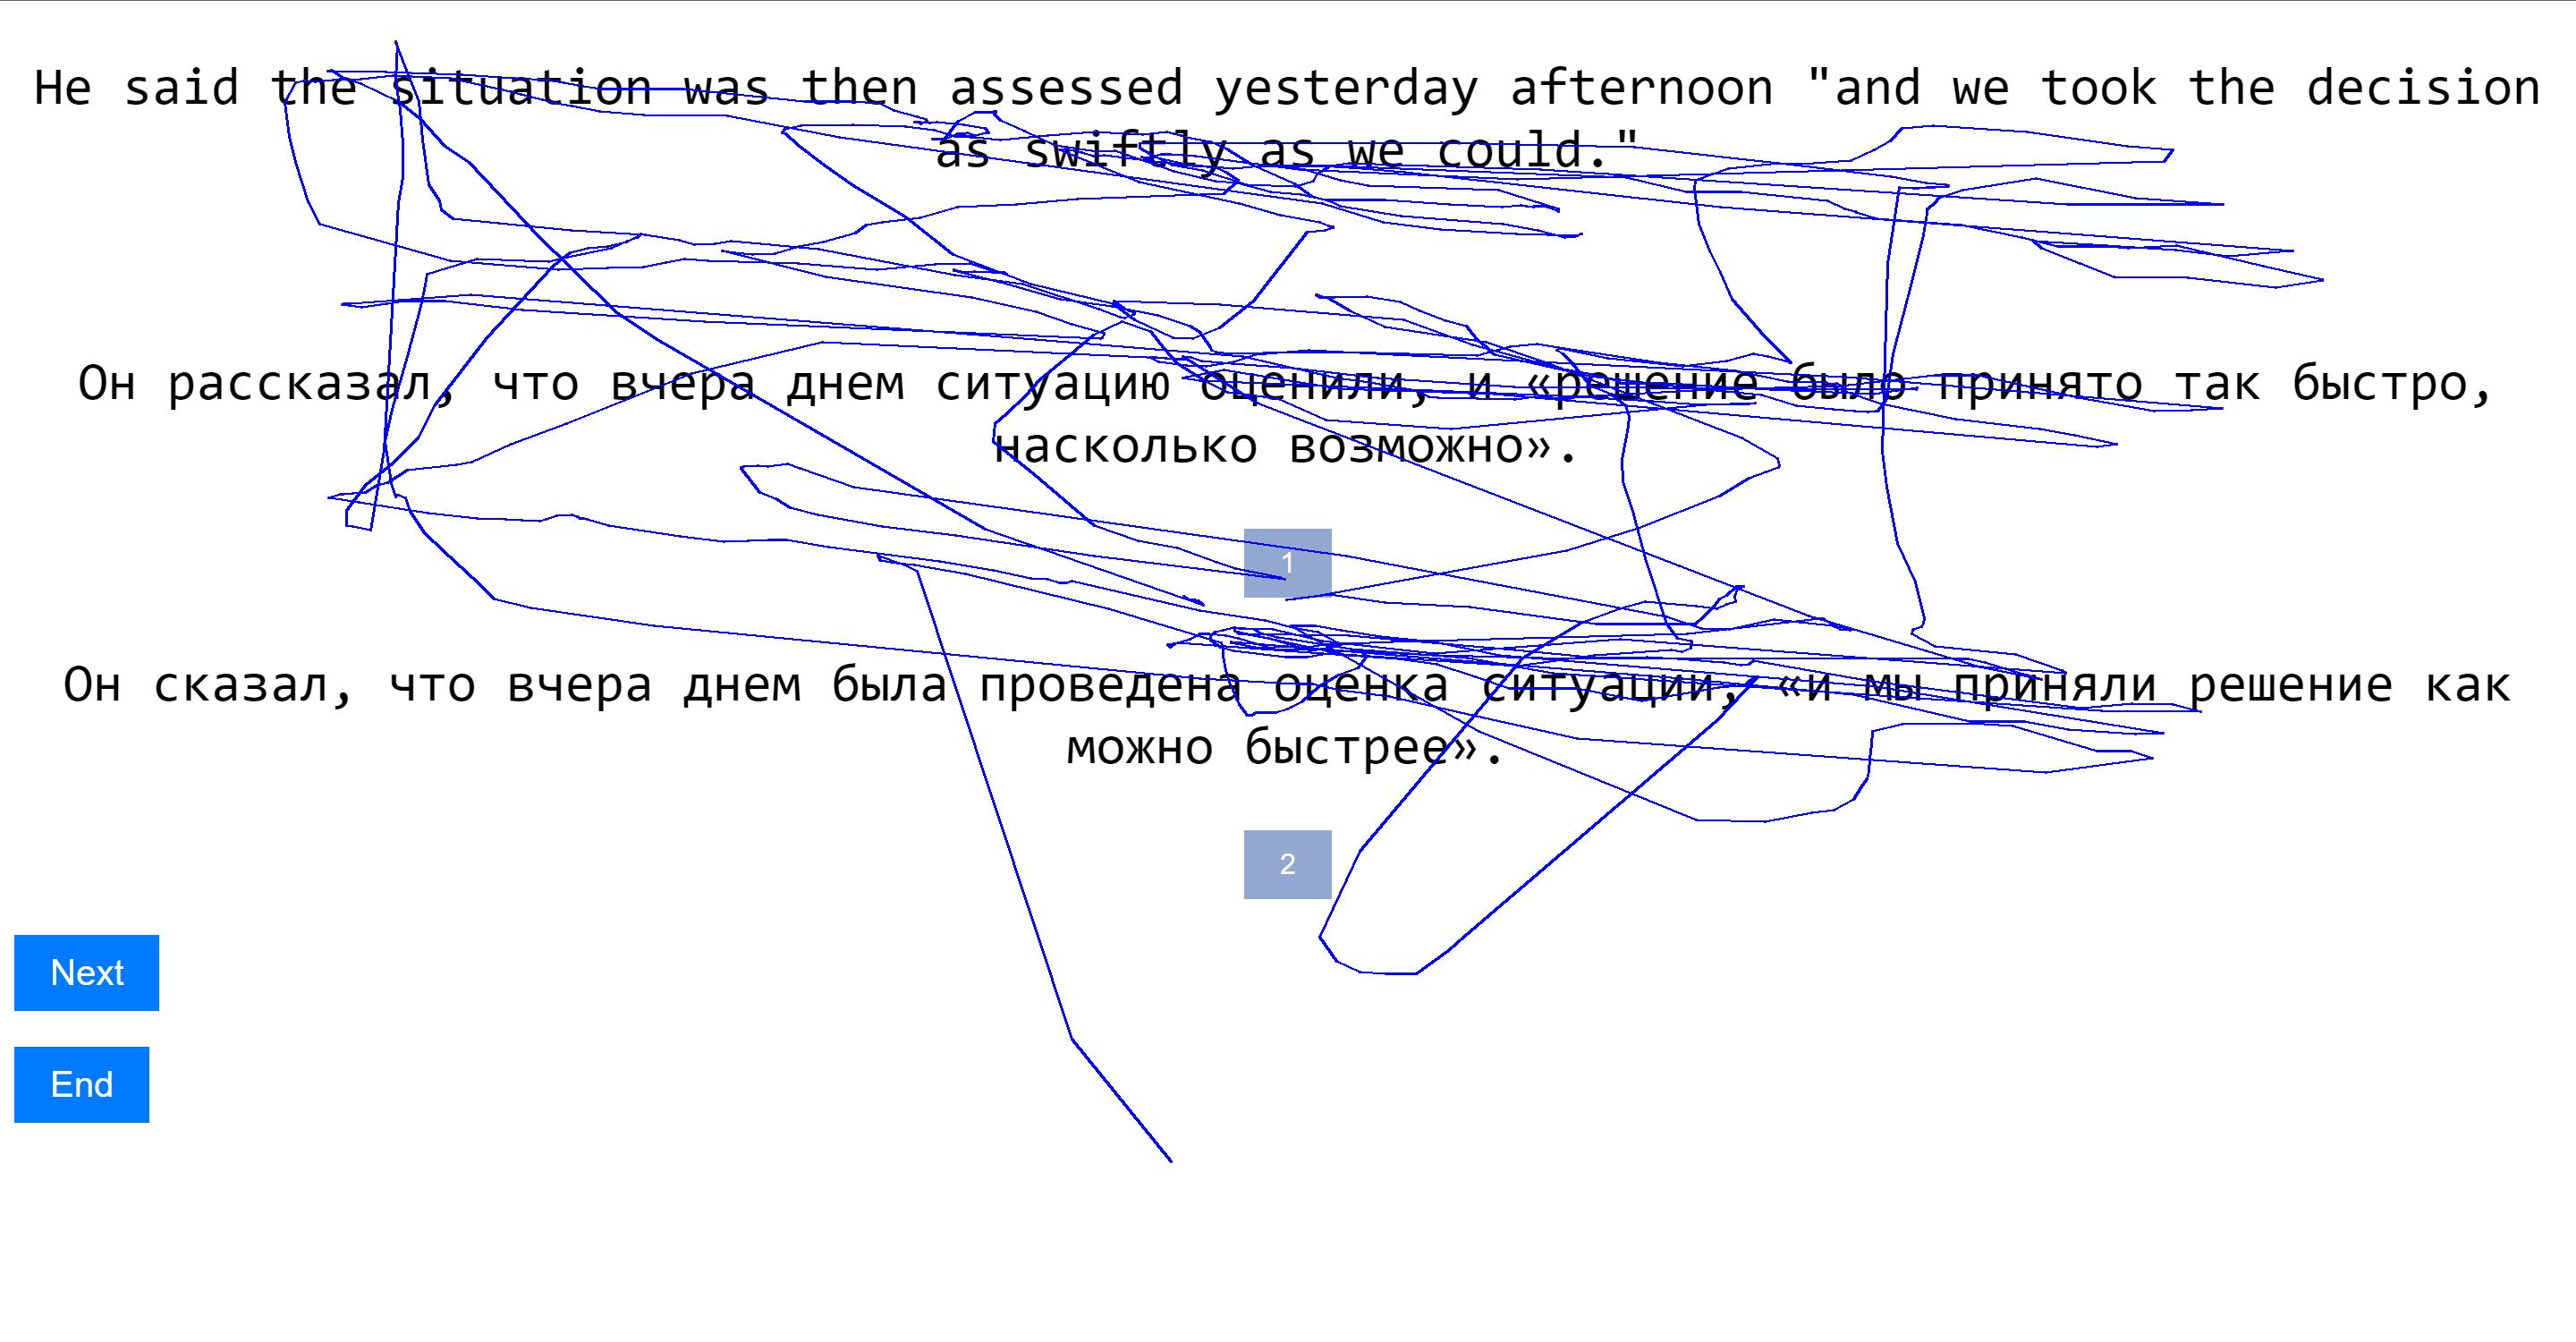 He said the situation was then assessed yesterday afternoon "and we took the decision
as swiftly as we could."
Он рассказал, что вчера днем ситуацию оценили, и «решение было принято так быстро,
насколько возможно».
1
Он сказал, что вчера днем была проведена оценка ситуации, «и мы приняли решение как
можно быстрее».
2
Next
End